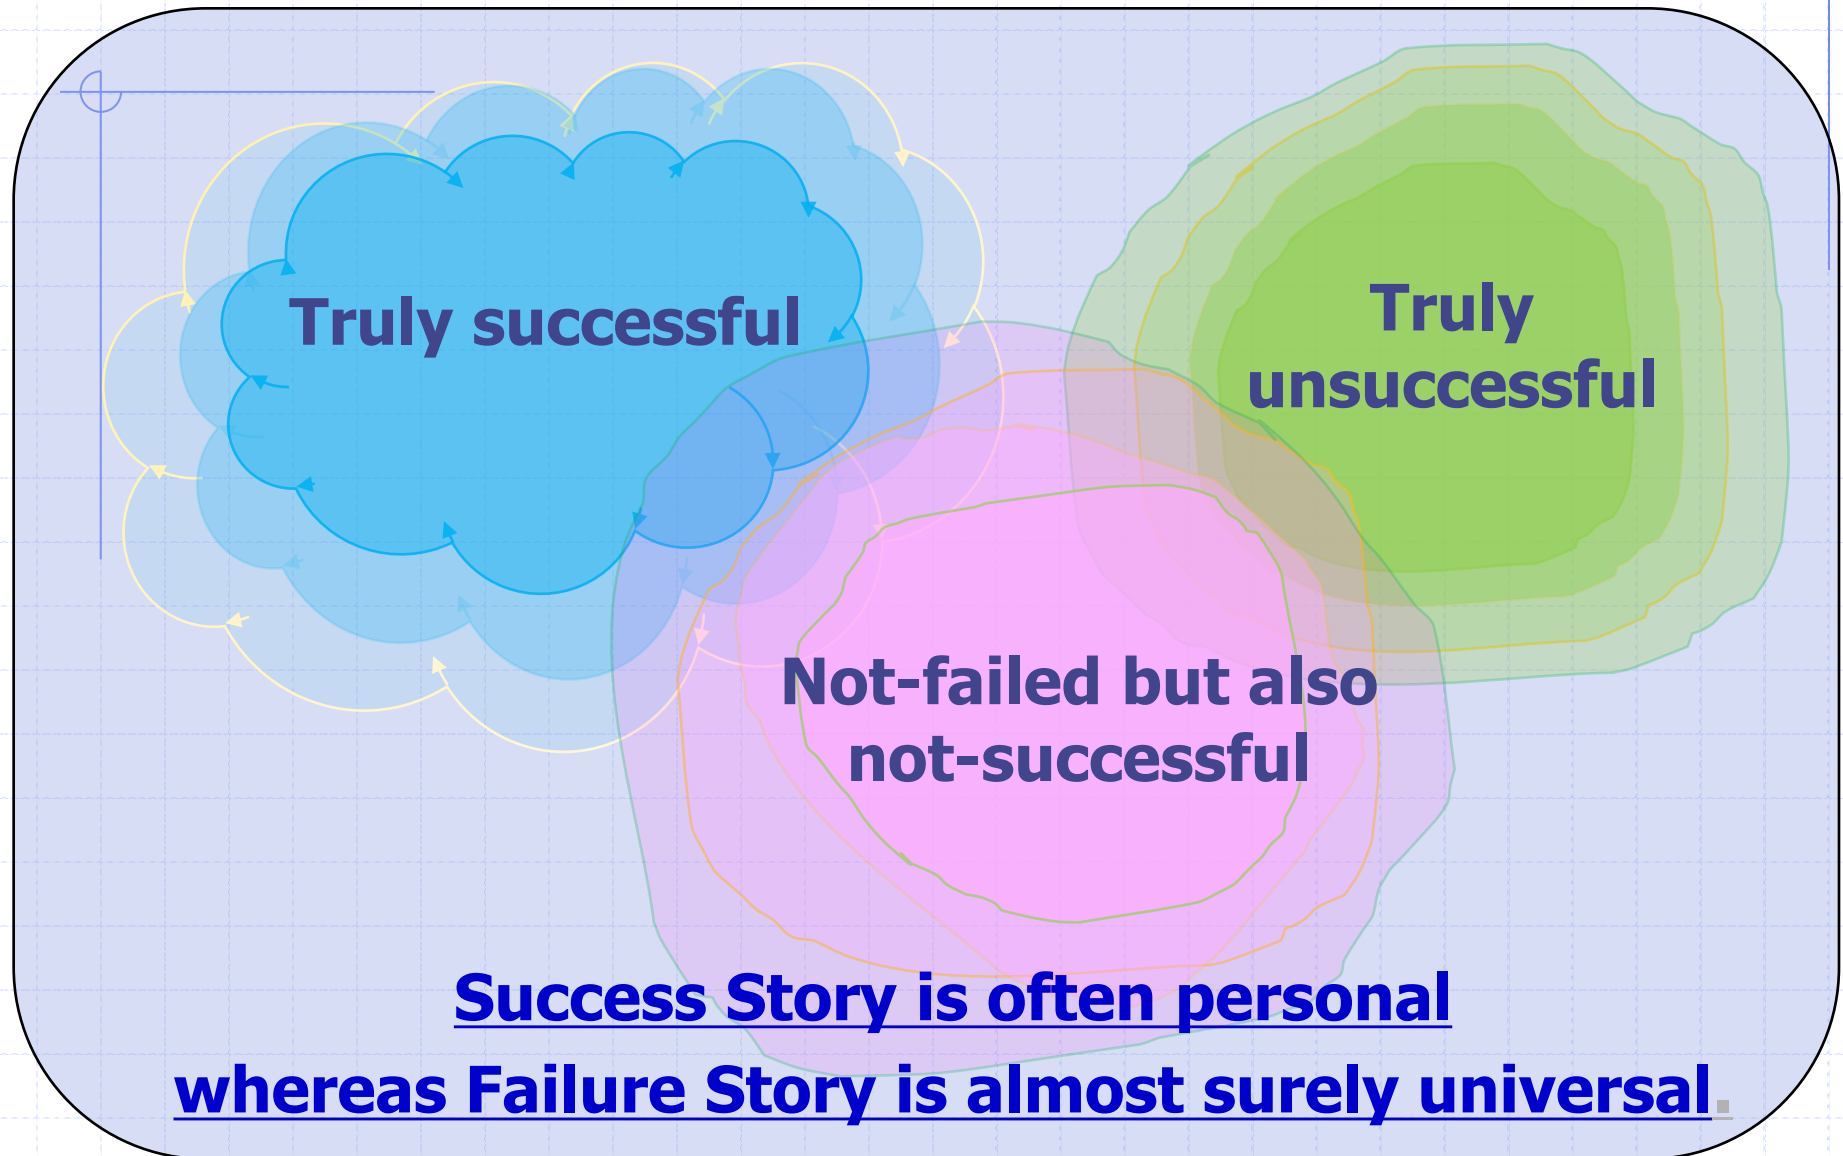 Truly successful
Truly
unsuccessful
Not-failed but also
not-successful
Success Story is often personal
whereas Failure Story is almost surely universal.